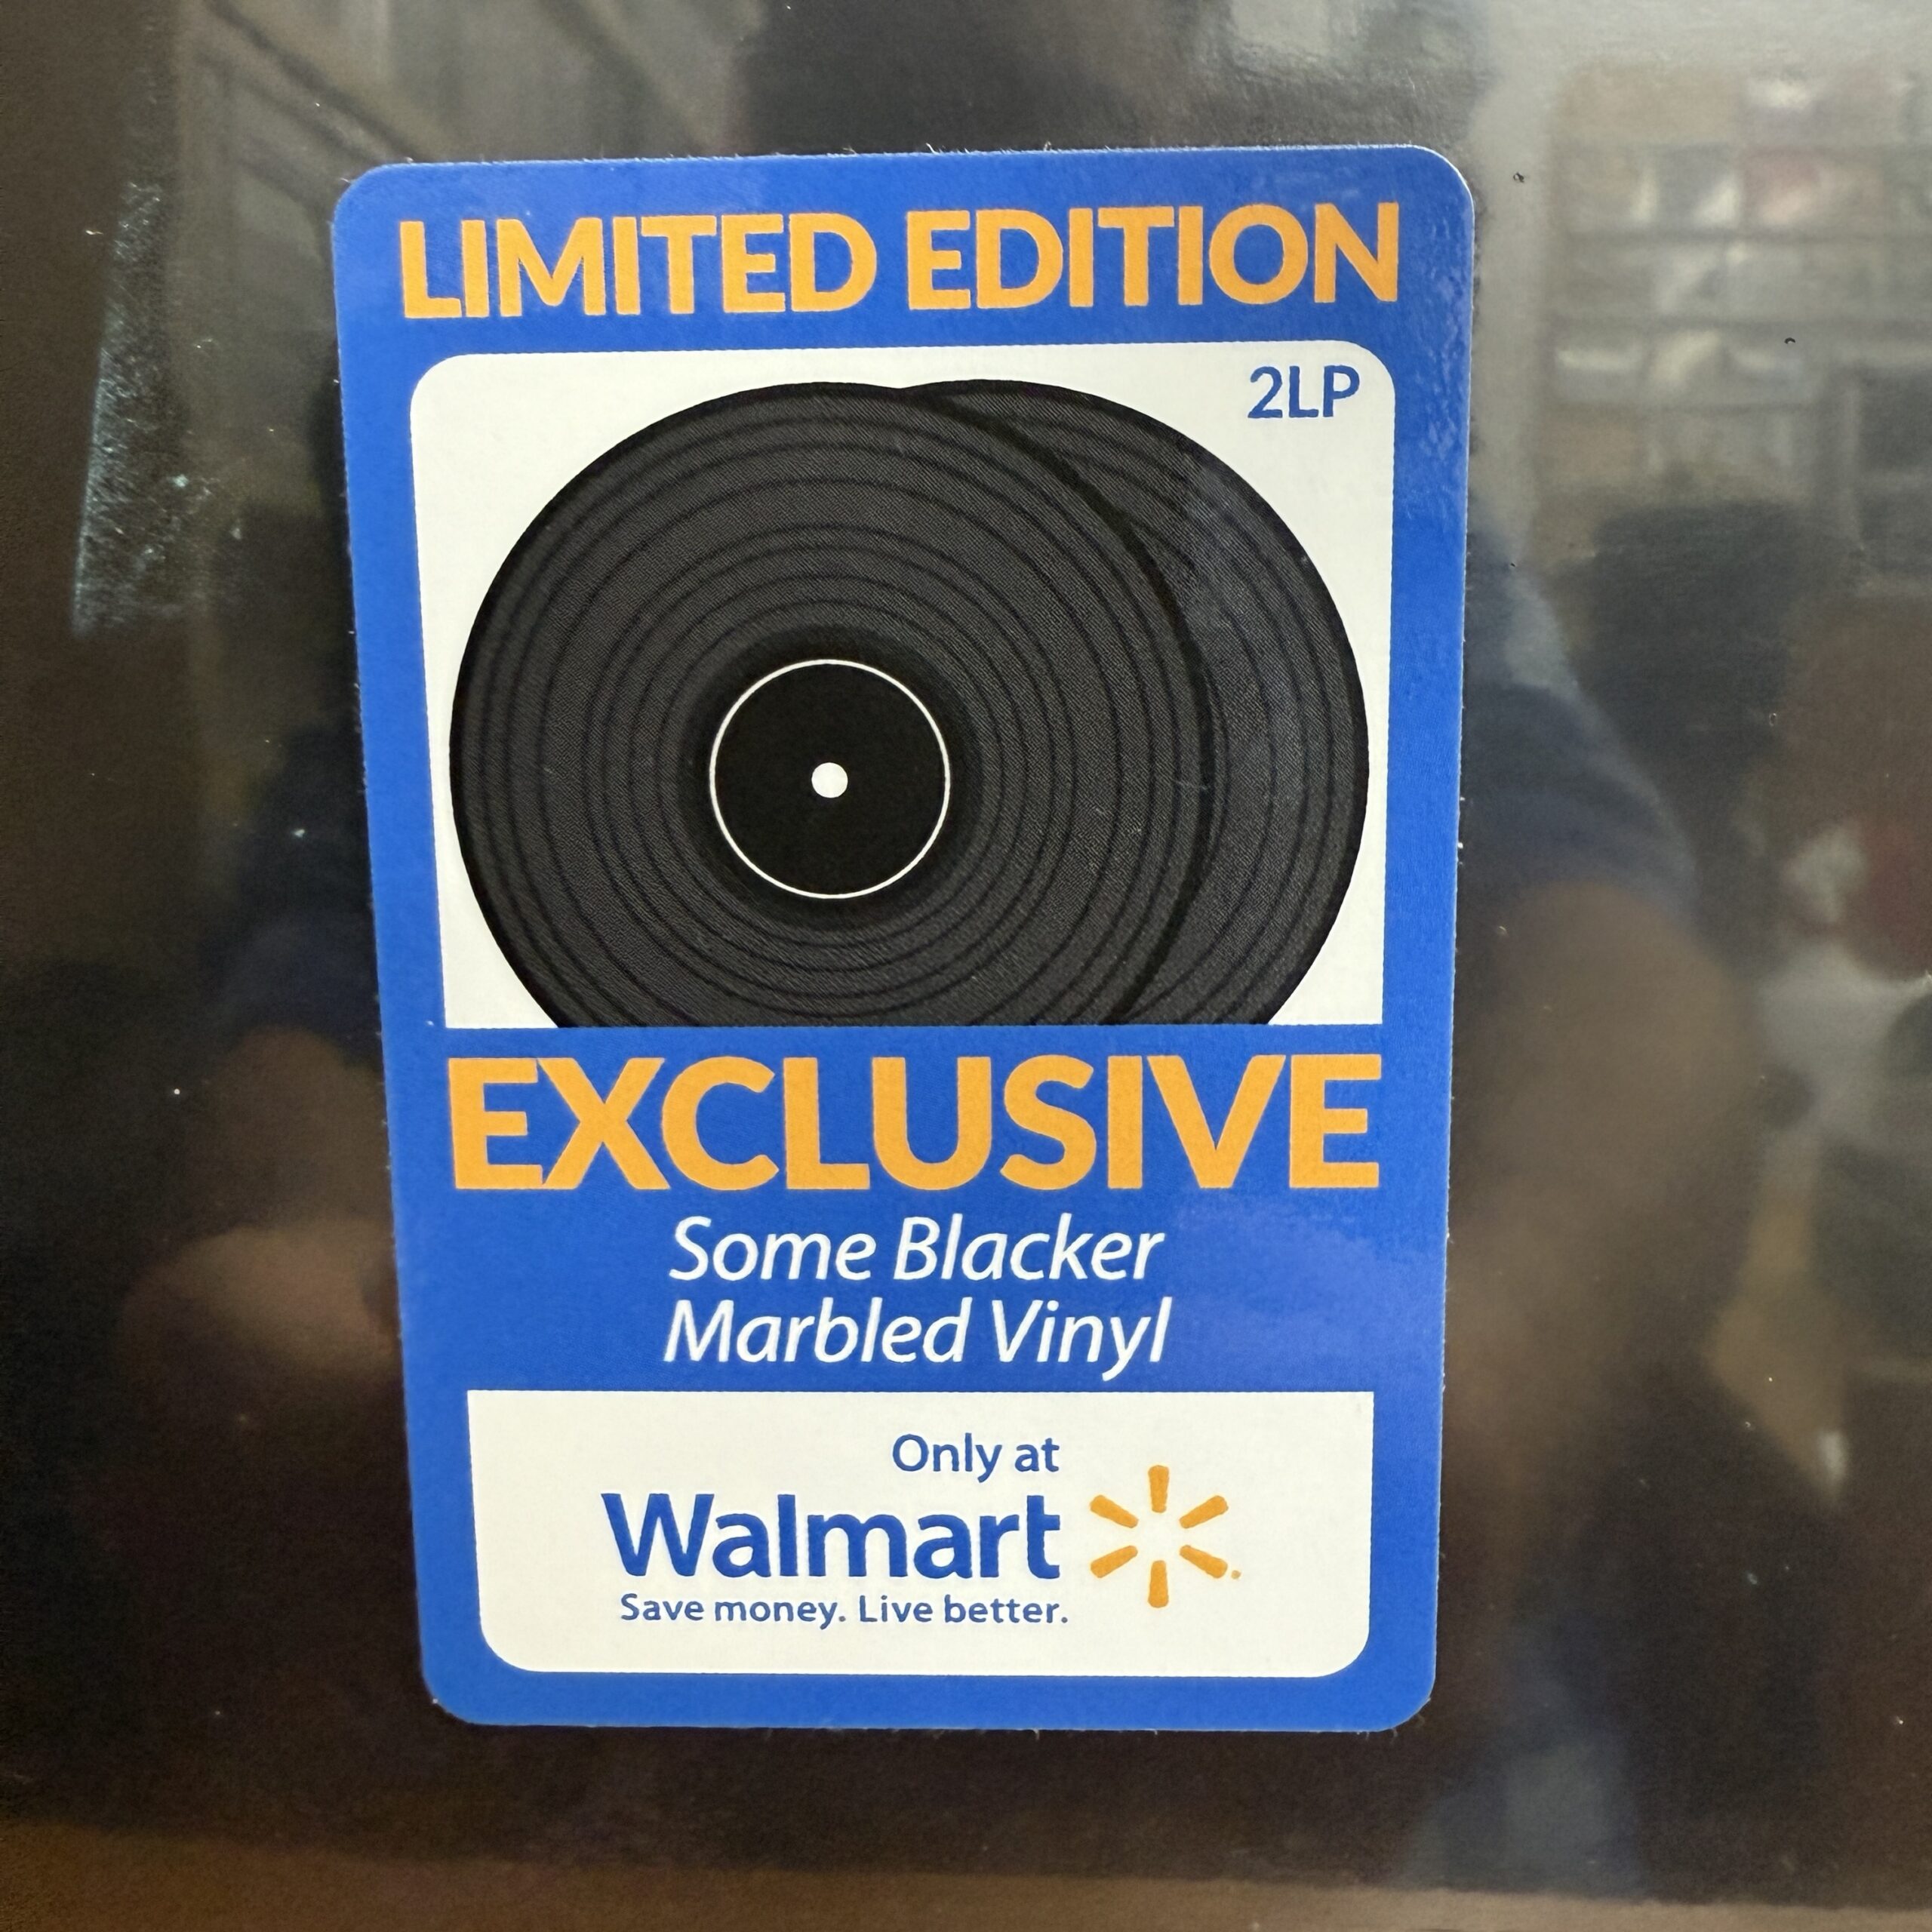 LIMITED EDITION
2LP
EXCLUSIVE
Some Blacker
Marbled Vinyl
Only at
Walmart
Save money. Live better.